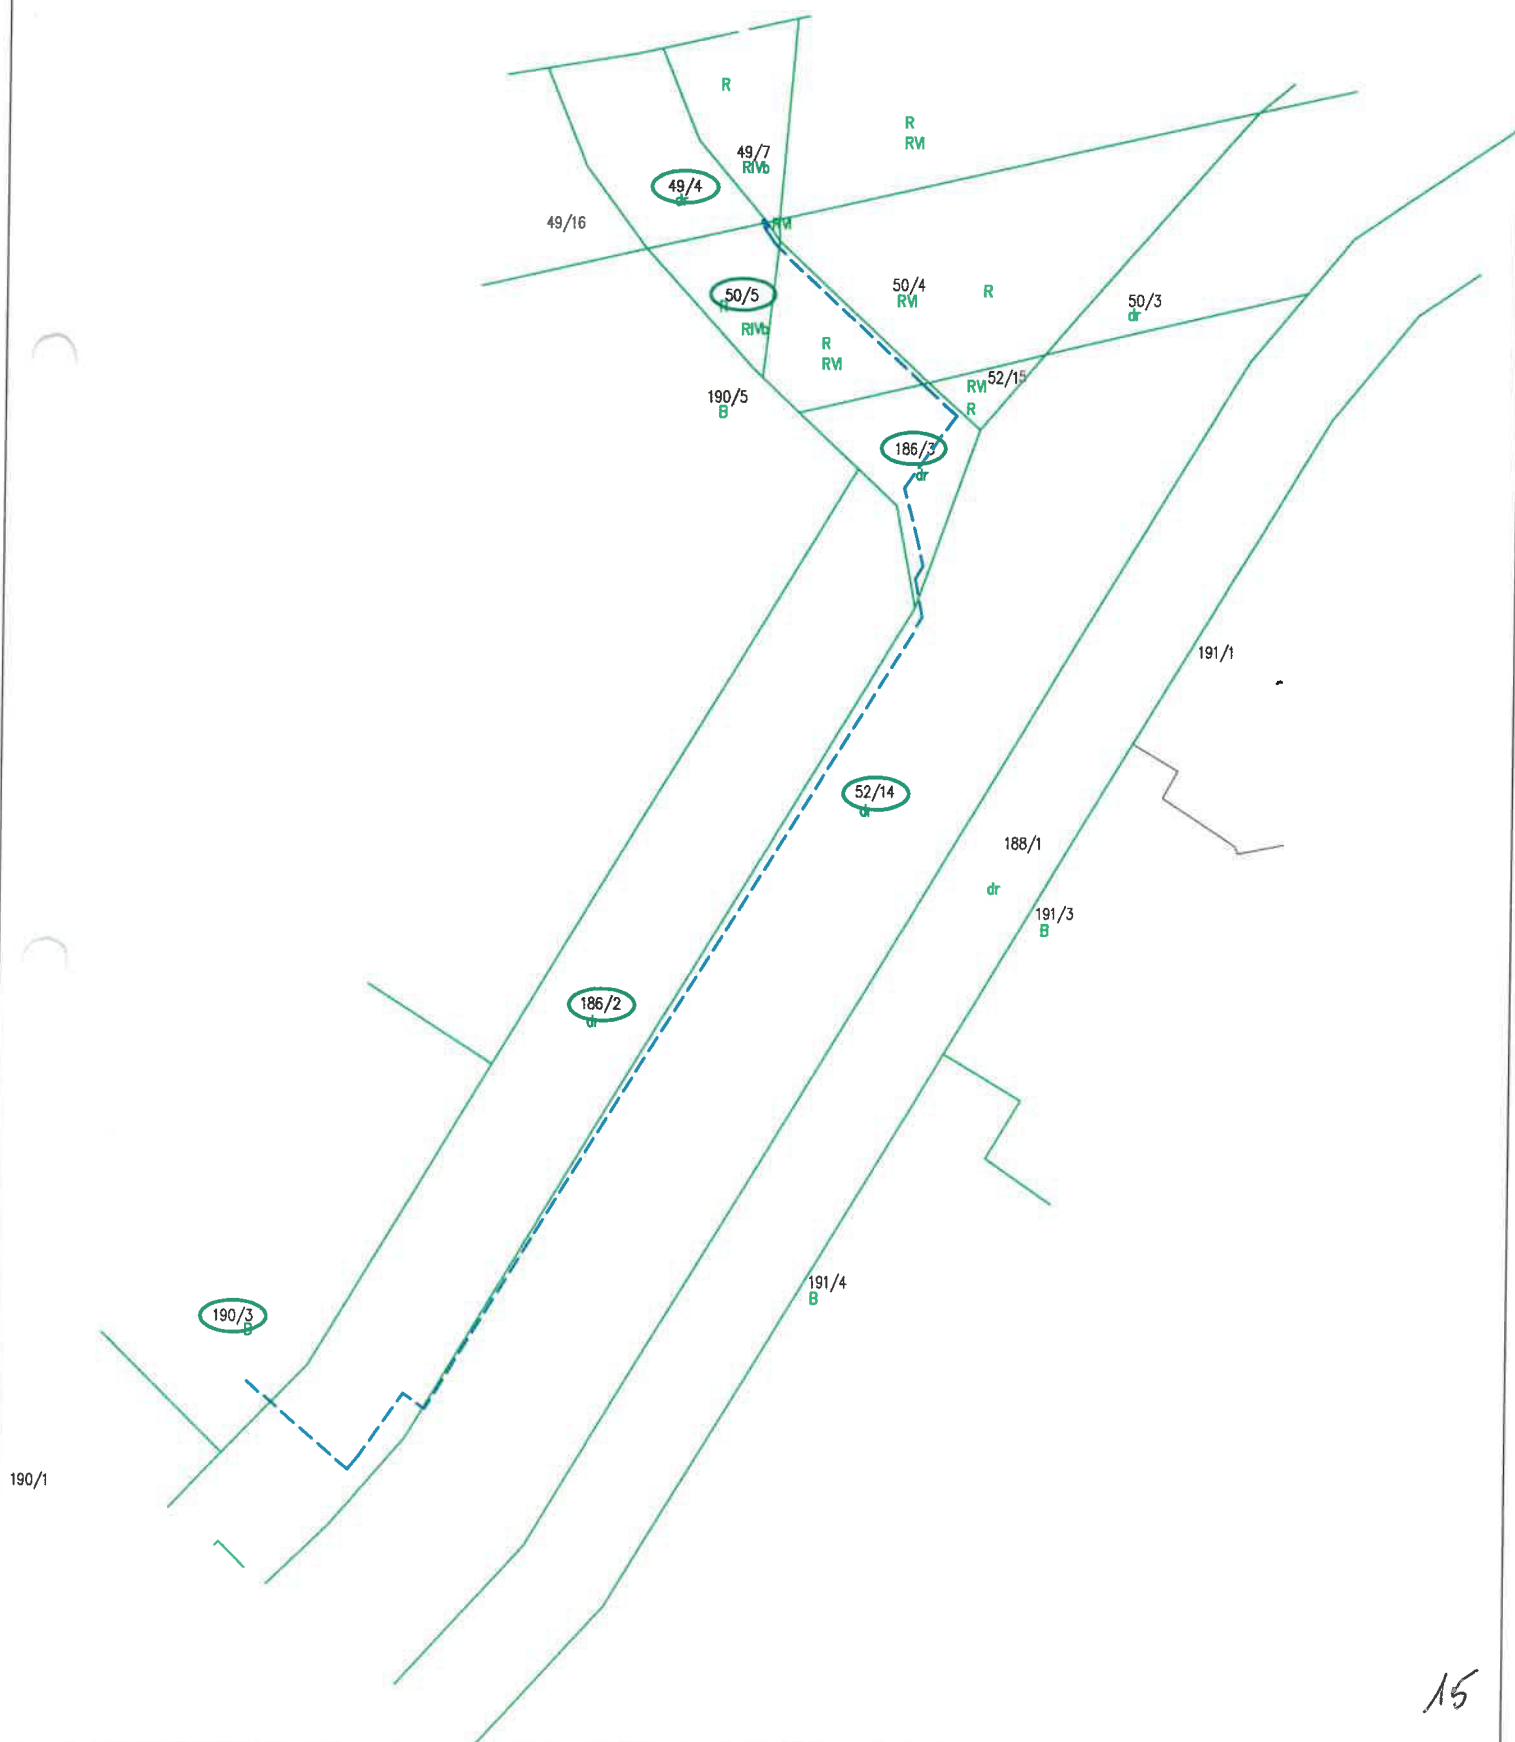 R
R
RVI
49/7
RIVb
49/4
dr
49/16
RVI
50/4
RVI
R
50/5
R
50/3
dr
RIVb
R
RVI
52/15
RVI
R
190/5
B
186/3
dr
191/1
52/14
dr
188/1
dr
191/3
B
186/2
dr
191/4
B
190/3
B
190/1
15